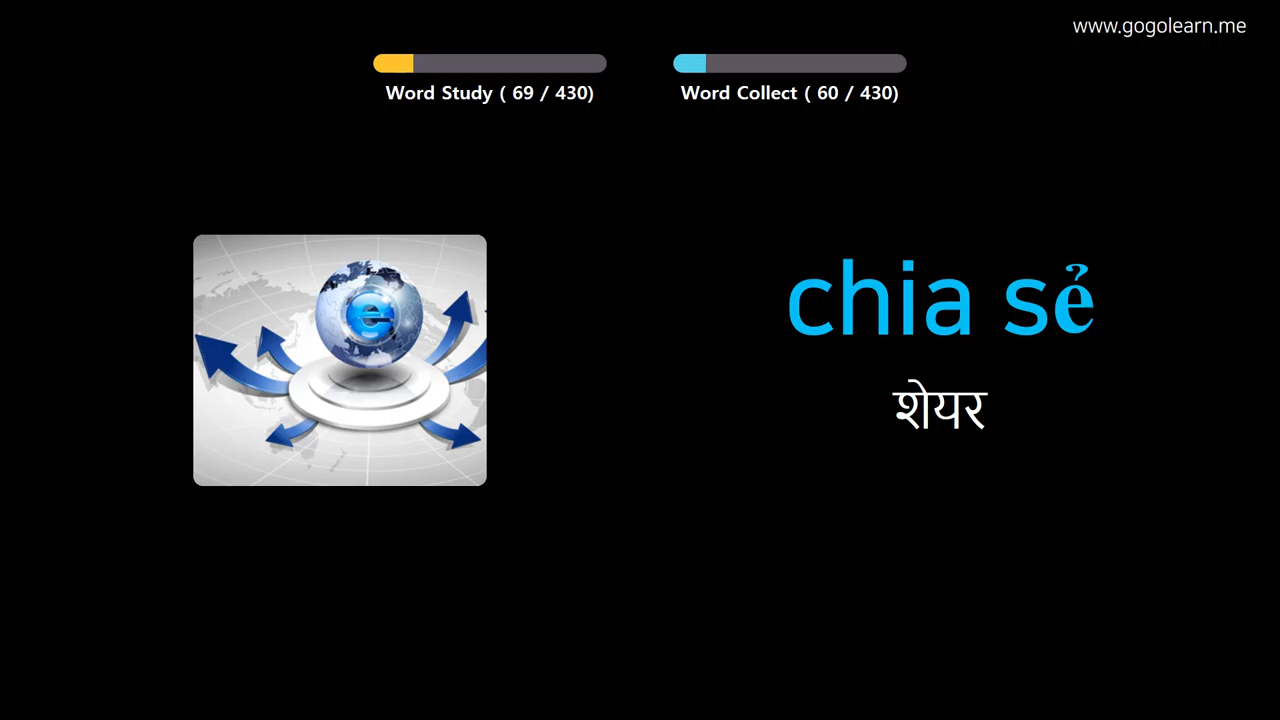 www.gogolearn.me
Word Study ( 69 / 430)
Word Collect ( 60 / 430)
e
chia sẻ
शेयर